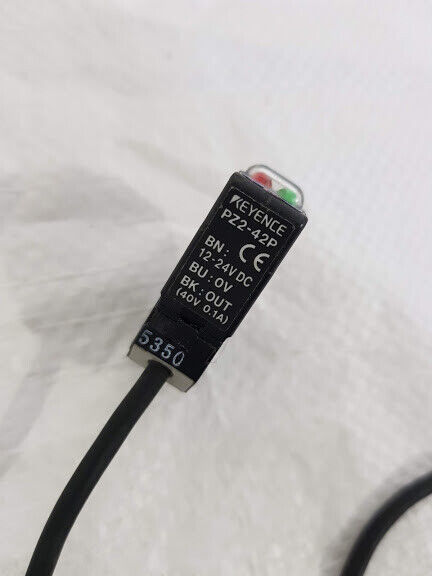 KEYENCE
PZ2-42P
BN: CE
12-24V DC
BU: 0V
BK: OUT
(40V 0.1A)
5350